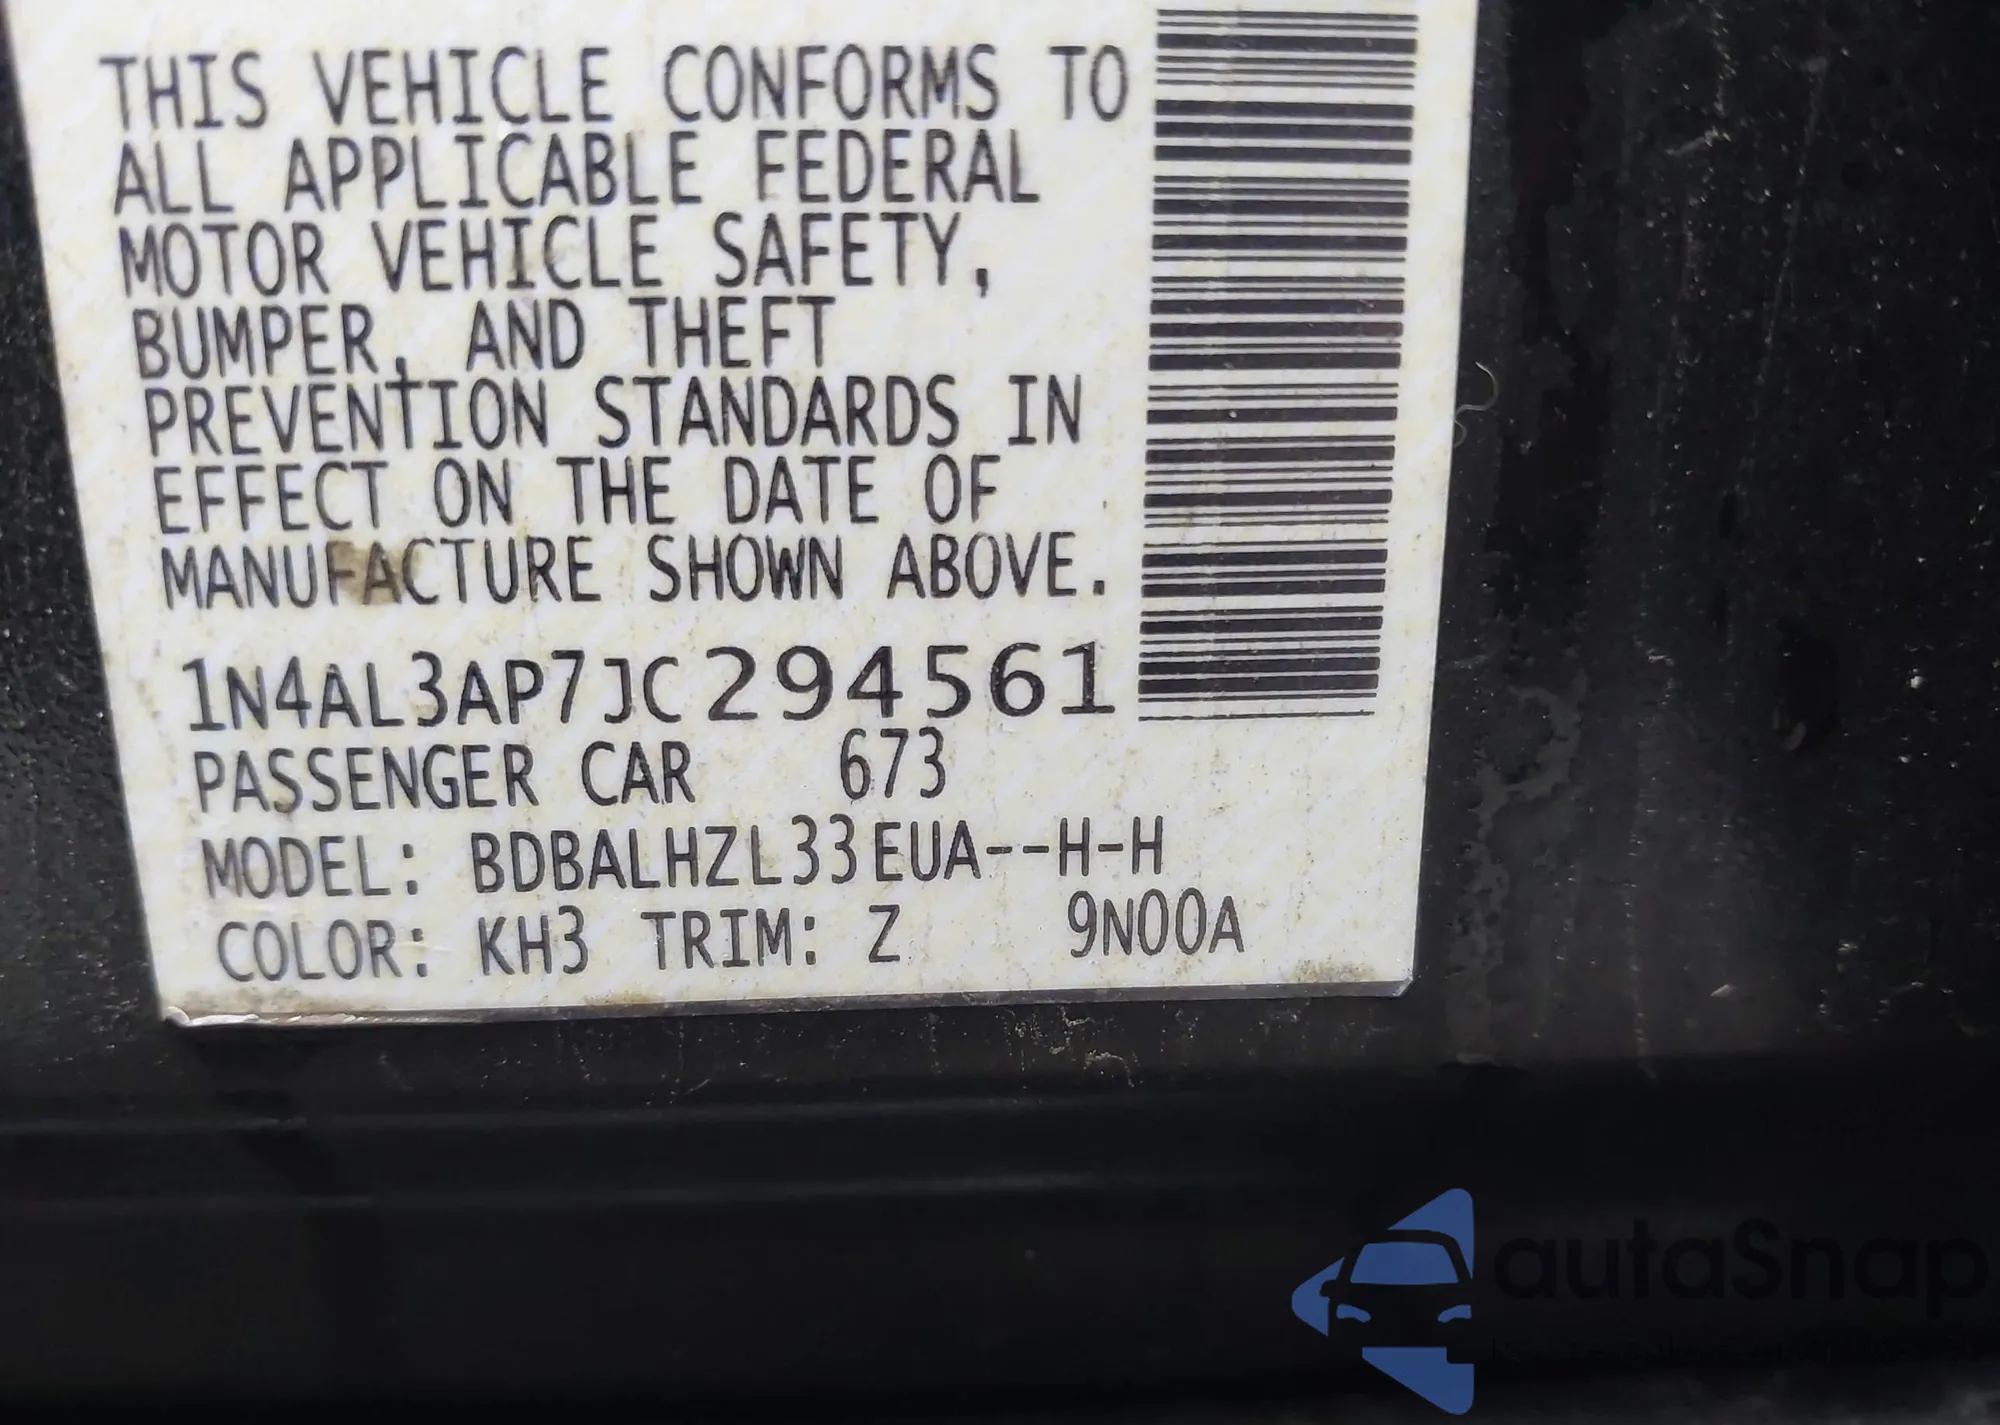 THIS VEHICLE CONFORMS TO
ALL APPLICABLE FEDERAL
MOTOR VEHICLE SAFETY,
BUMPER, AND THEFT
PREVENTION STANDARDS IN
EFFECT ON THE DATE OF
MANUFACTURE SHOWN ABOVE.
1N4AL3AP7JC294561
PASSENGER CAR 673
MODEL: BDBALHZL33EUA--H-H
COLOR: KH3 TRIM: Z 9N00A
autaSnap